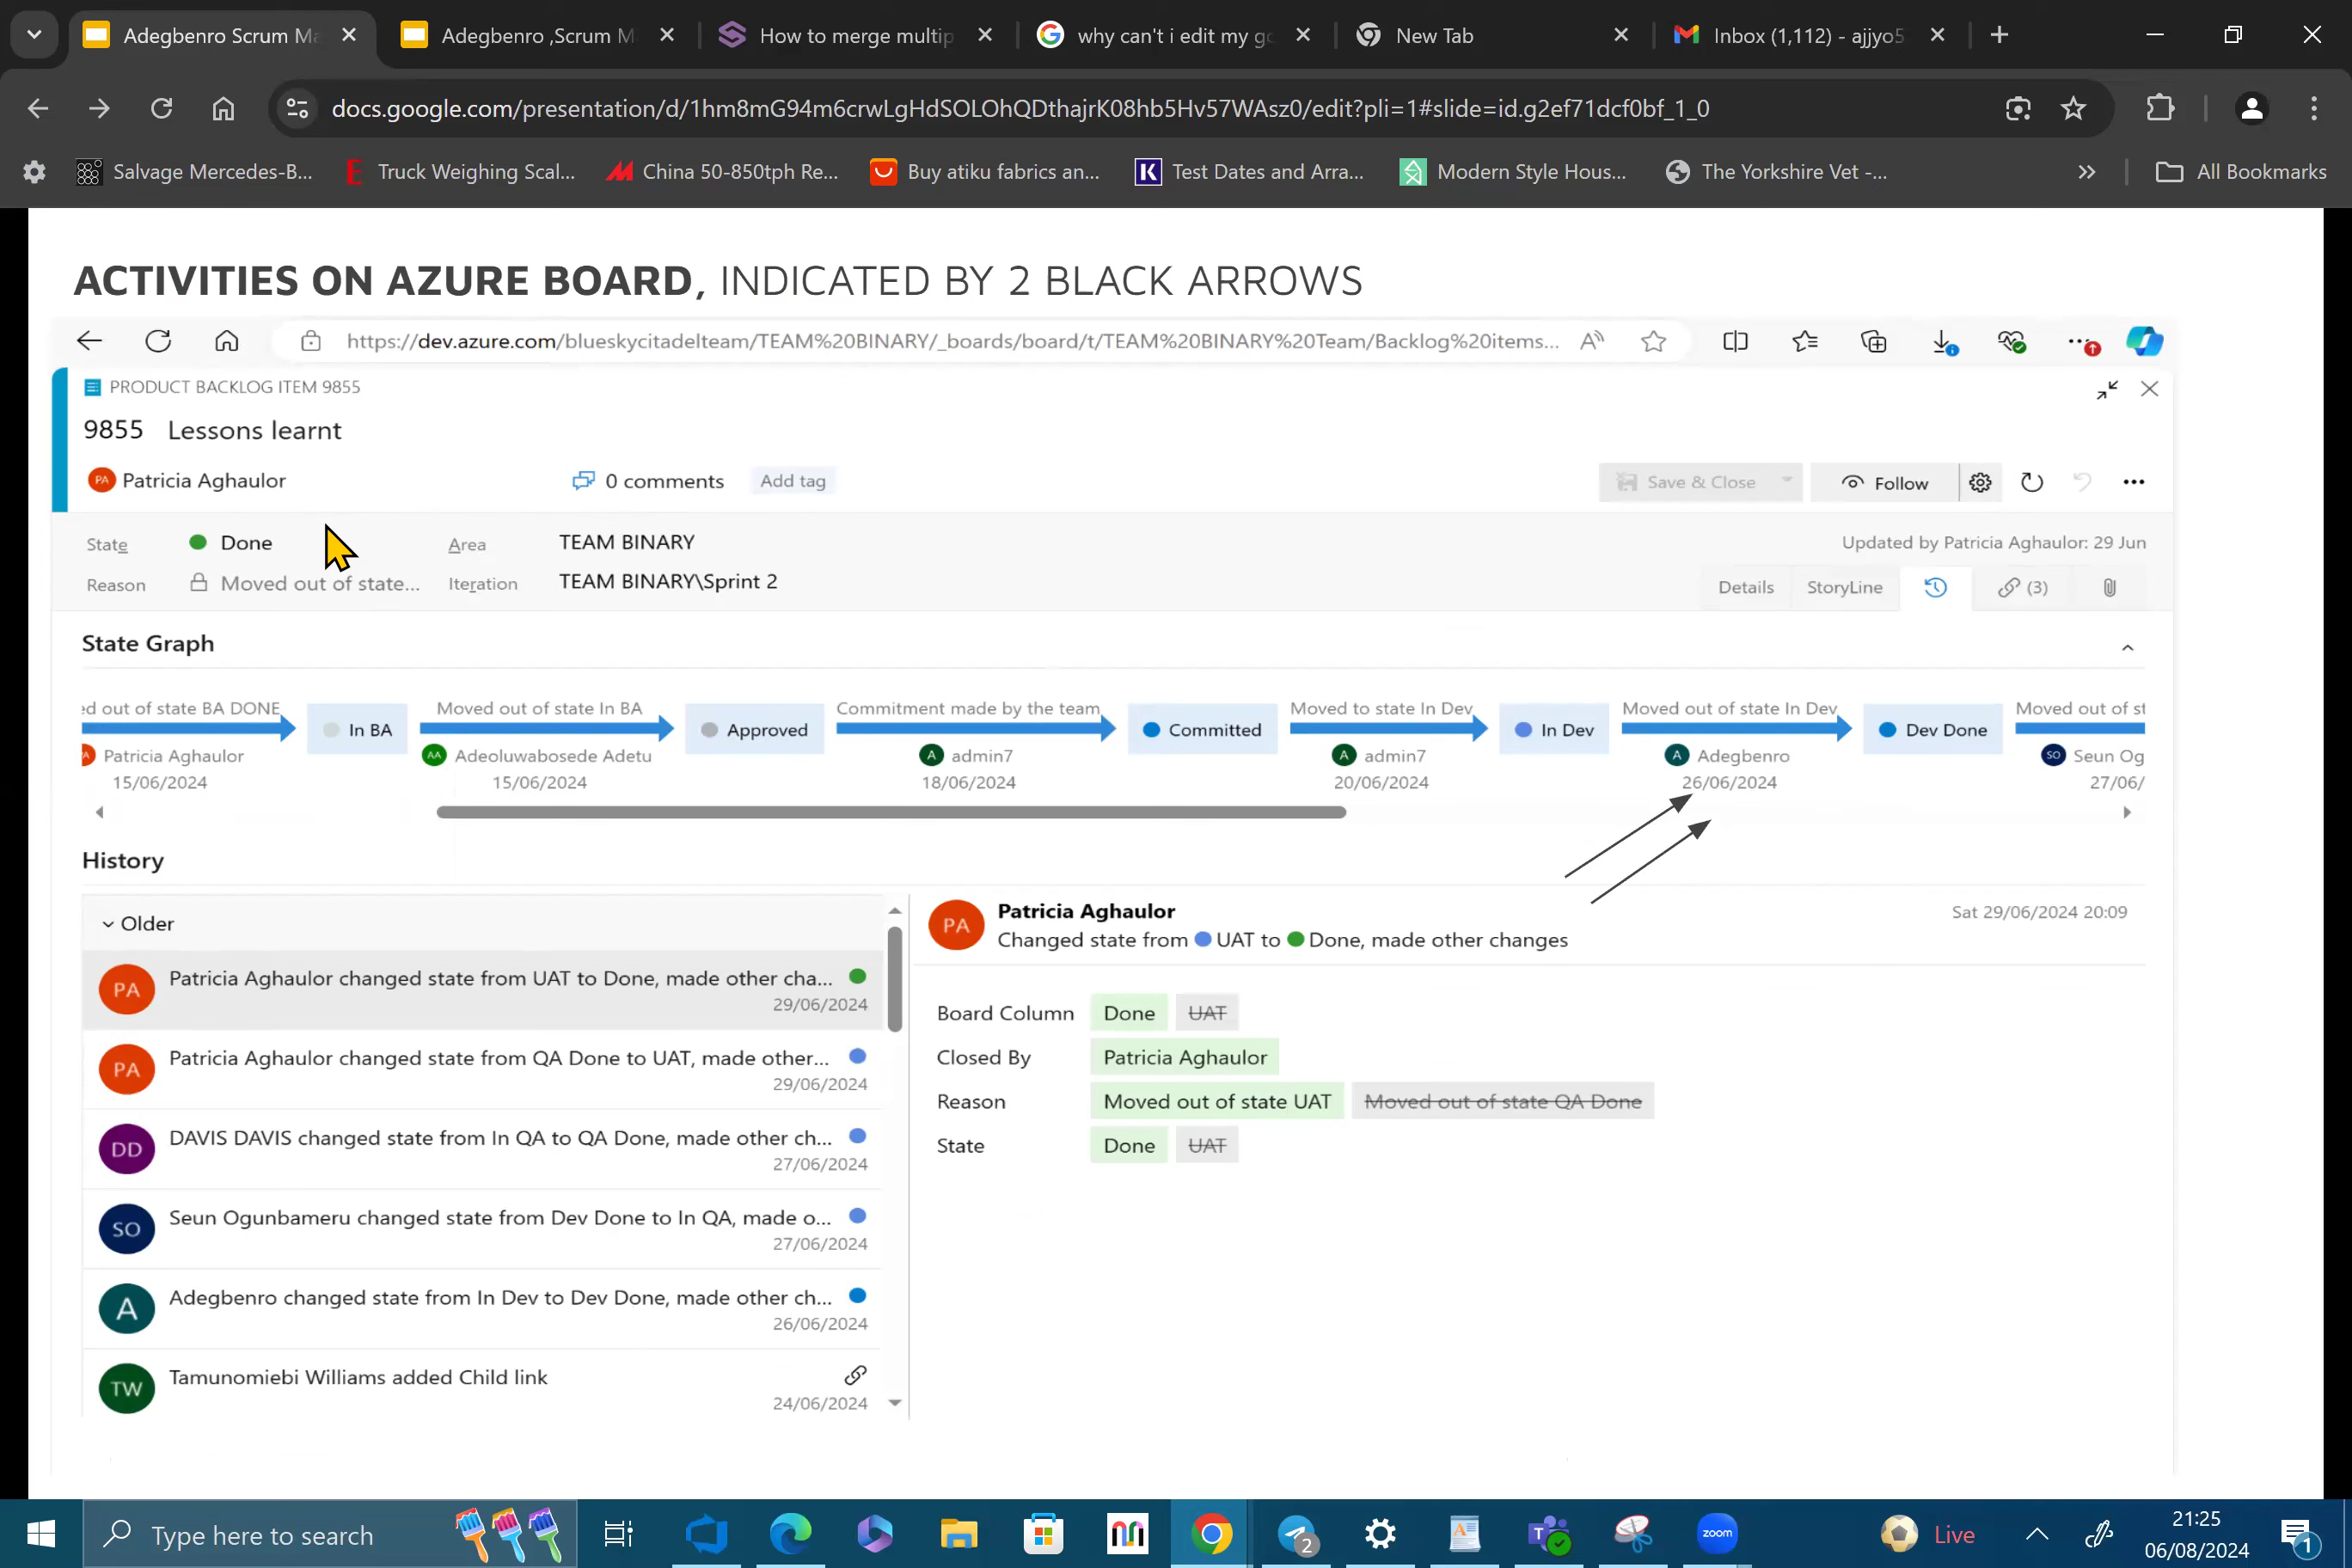 Adegbenro Scrum Ma
Adegbenro ,Scrum M
How to merge multip
why can't i edit my go
New Tab
Inbox (1,112) - ajjyo5
docs.google.com/presentation/d/1hm8mG94m6crwLgHdSOLOhQDthajrK08hb5Hv57WAsz0/edit?pli=1#slide=id.g2ef71dcf0bf_1_0
Salvage Mercedes-B...
Truck Weighing Scal...
China 50-850tph Re...
Buy atiku fabrics an...
Test Dates and Arra...
Modern Style Hous...
The Yorkshire Vet -...
All Bookmarks
ACTIVITIES ON AZURE BOARD, INDICATED BY 2 BLACK ARROWS
https://dev.azure.com/blueskycitadelteam/TEAM%20BINARY/_boards/board/t/TEAM%20BINARY%20Team/Backlog%20items...
PRODUCT BACKLOG ITEM 9855
9855 Lessons learnt
PA Patricia Aghaulor
0 comments
Add tag
Save & Close
Follow
State Done
Area TEAM BINARY
Updated by Patricia Aghaulor: 29 Jun
Reason Moved out of state...
Iteration TEAM BINARY\Sprint 2
Details StoryLine (3)
State Graph
ed out of state BA DONE
Patricia Aghaulor
15/06/2024
In BA
Moved out of state In BA
AA Adeoluwabosede Adetu
15/06/2024
Approved
Commitment made by the team
A admin7
18/06/2024
Committed
Moved to state In Dev
A admin7
20/06/2024
In Dev
Moved out of state In Dev
A Adegbenro
26/06/2024
Dev Done
Moved out of st
SO Seun Og
27/06/
History
Older
PA Patricia Aghaulor changed state from UAT to Done, made other cha...
29/06/2024
PA Patricia Aghaulor changed state from QA Done to UAT, made other...
29/06/2024
DD DAVIS DAVIS changed state from In QA to QA Done, made other ch...
27/06/2024
SO Seun Ogunbameru changed state from Dev Done to In QA, made o...
27/06/2024
A Adegbenro changed state from In Dev to Dev Done, made other ch...
26/06/2024
TW Tamunomiebi Williams added Child link
24/06/2024
PA Patricia Aghaulor
Sat 29/06/2024 20:09
Changed state from UAT to Done, made other changes
Board Column Done UAT
Closed By Patricia Aghaulor
Reason Moved out of state UAT Moved out of state QA Done
State Done UAT
Type here to search
2
zoom
Live
21:25
06/08/2024
1